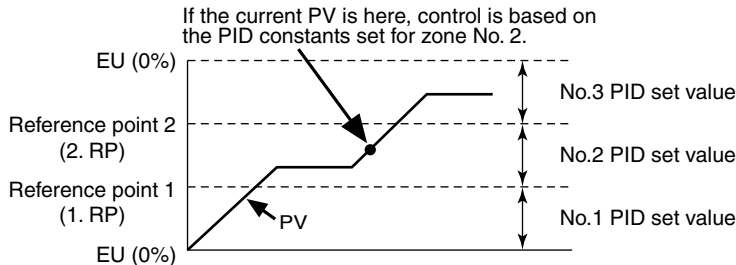 If the current PV is here, control is based on
the PID constants set for zone No. 2.
EU (0%)
No.3 PID set value
Reference point 2
(2. RP)
No.2 PID set value
Reference point 1
(1. RP)
PV
No.1 PID set value
EU (0%)